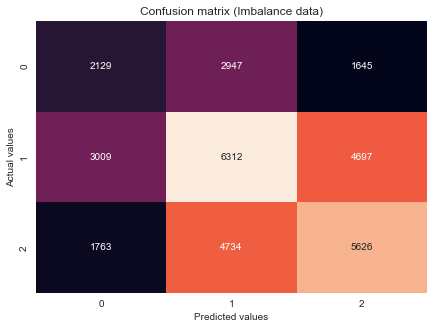 Confusion matrix (Imbalance data)
Actual values
0
2129 2947 1645
1
3009 6312 4697
2
1763 4734 5626
0 1 2
Predicted values